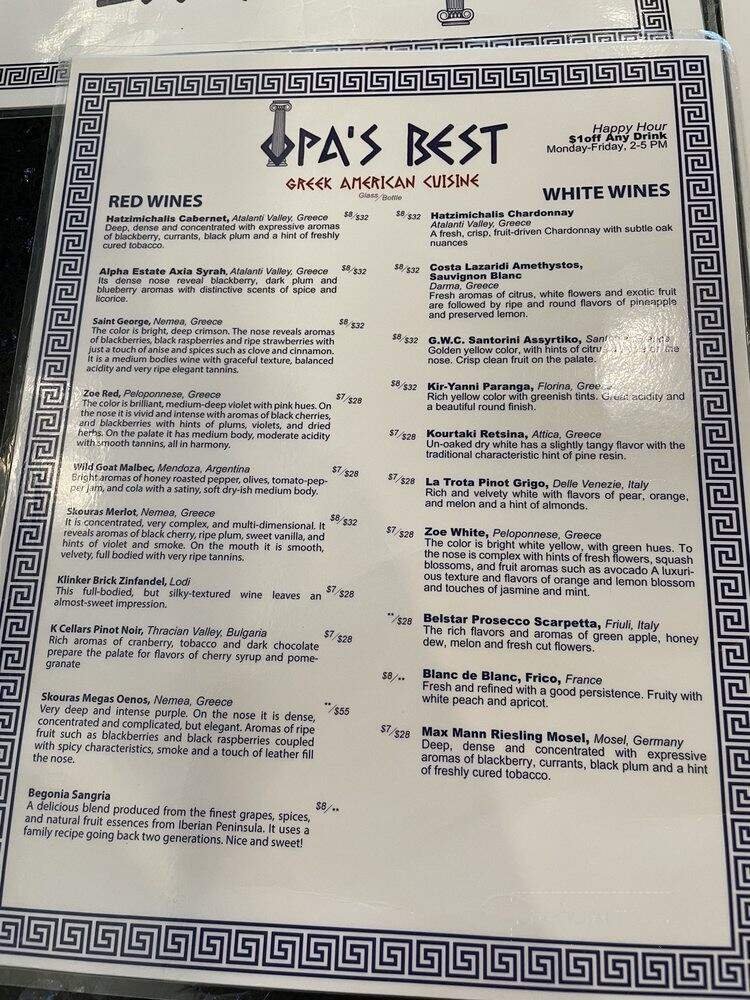 OPA'S BEST
GREEK AMERICAN CUISINE
Glass/Bottle
Happy Hour
$1off Any Drink
Monday-Friday, 2-5 PM
RED WINES
Hatzimichalis Cabernet, Atalanti Valley, Greece $8/$32
Deep, dense and concentrated with expressive aromas
of blackberry, currants, black plum and a hint of freshly
cured tobacco.
Alpha Estate Axia Syrah, Atalanti Valley, Greece $8/$32
Its dense nose reveal blackberry, dark plum and
blueberry aromas with distinctive scents of spice and
licorice.
Saint George, Nemea, Greece $8/$32
The color is bright, deep crimson. The nose reveals aromas
of blackberries, black raspberries and ripe strawberries with
just a touch of anise and spices such as clove and cinnamon.
It is a medium bodies wine with graceful texture, balanced
acidity and very ripe elegant tannins.
Zoe Red, Peloponnese, Greece $7/$28
The color is brilliant, medium-deep violet with pink hues. On
the nose it is vivid and intense with aromas of black cherries,
and blackberries with hints of plums, violets, and dried
herbs. On the palate it has medium body, moderate acidity
with smooth tannins, all in harmony.
Wild Goat Malbec, Mendoza, Argentina $7/$28
Bright aromas of honey roasted pepper, olives, tomato-pep-
per jam, and cola with a satiny, soft dry-ish medium body.
Skouras Merlot, Nemea, Greece $8/$32
It is concentrated, very complex, and multi-dimensional. It
reveals aromas of black cherry, ripe plum, sweet vanilla, and
hints of violet and smoke. On the mouth it is smooth,
velvety, full bodied with very ripe tannins.
Klinker Brick Zinfandel, Lodi $7/$28
This full-bodied, but silky-textured wine leaves an
almost-sweet impression.
K Cellars Pinot Noir, Thracian Valley, Bulgaria $7/$28
Rich aromas of cranberry, tobacco and dark chocolate
prepare the palate for flavors of cherry syrup and pome-
granate
Skouras Megas Oenos, Nemea, Greece **/$55
Very deep and intense purple. On the nose it is dense,
concentrated and complicated, but elegant. Aromas of ripe
fruit such as blackberries and black raspberries coupled
with spicy characteristics, smoke and a touch of leather fill
the nose.
Begonia Sangria $8/**
A delicious blend produced from the finest grapes, spices,
and natural fruit essences from Iberian Peninsula. It uses a
family recipe going back two generations. Nice and sweet!
WHITE WINES
$8/$32 Hatzimichalis Chardonnay
Atalanti Valley, Greece
A fresh, crisp, fruit-driven Chardonnay with subtle oak
nuances
$8/$32 Costa Lazaridi Amethystos,
Sauvignon Blanc
Darma, Greece
Fresh aromas of citrus, white flowers and exotic fruit
are followed by ripe and round flavors of pineapple
and preserved lemon.
$8/$32 G.W.C. Santorini Assyrtiko,
Golden yellow color, with hints of citrus the
nose. Crisp clean fruit on the palate.
$8/$32 Kir-Yanni Paranga, Florina, Greece
Rich yellow color with greenish tints. Great acidity and
a beautiful round finish.
$7/$28 Kourtaki Retsina, Attica, Greece
Un-oaked dry white has a slightly tangy flavor with the
traditional characteristic hint of pine resin.
$7/$28 La Trota Pinot Grigo, Delle Venezie, Italy
Rich and velvety white with flavors of pear, orange,
and melon and a hint of almonds.
$7/$28 Zoe White, Peloponnese, Greece
The color is bright white yellow, with green hues. To
the nose is complex with hints of fresh flowers, squash
blossoms, and fruit aromas such as avocado A luxuri-
ous texture and flavors of orange and lemon blossom
and touches of jasmine and mint.
**/$28 Belstar Prosecco Scarpetta, Friuli, Italy
The rich flavors and aromas of green apple, honey
dew, melon and fresh cut flowers.
$8/** Blanc de Blanc, Frico, France
Fresh and refined with a good persistence. Fruity with
white peach and apricot.
$7/$28 Max Mann Riesling Mosel, Mosel, Germany
Deep, dense and concentrated with expressive
aromas of blackberry, currants, black plum and a hint
of freshly cured tobacco.